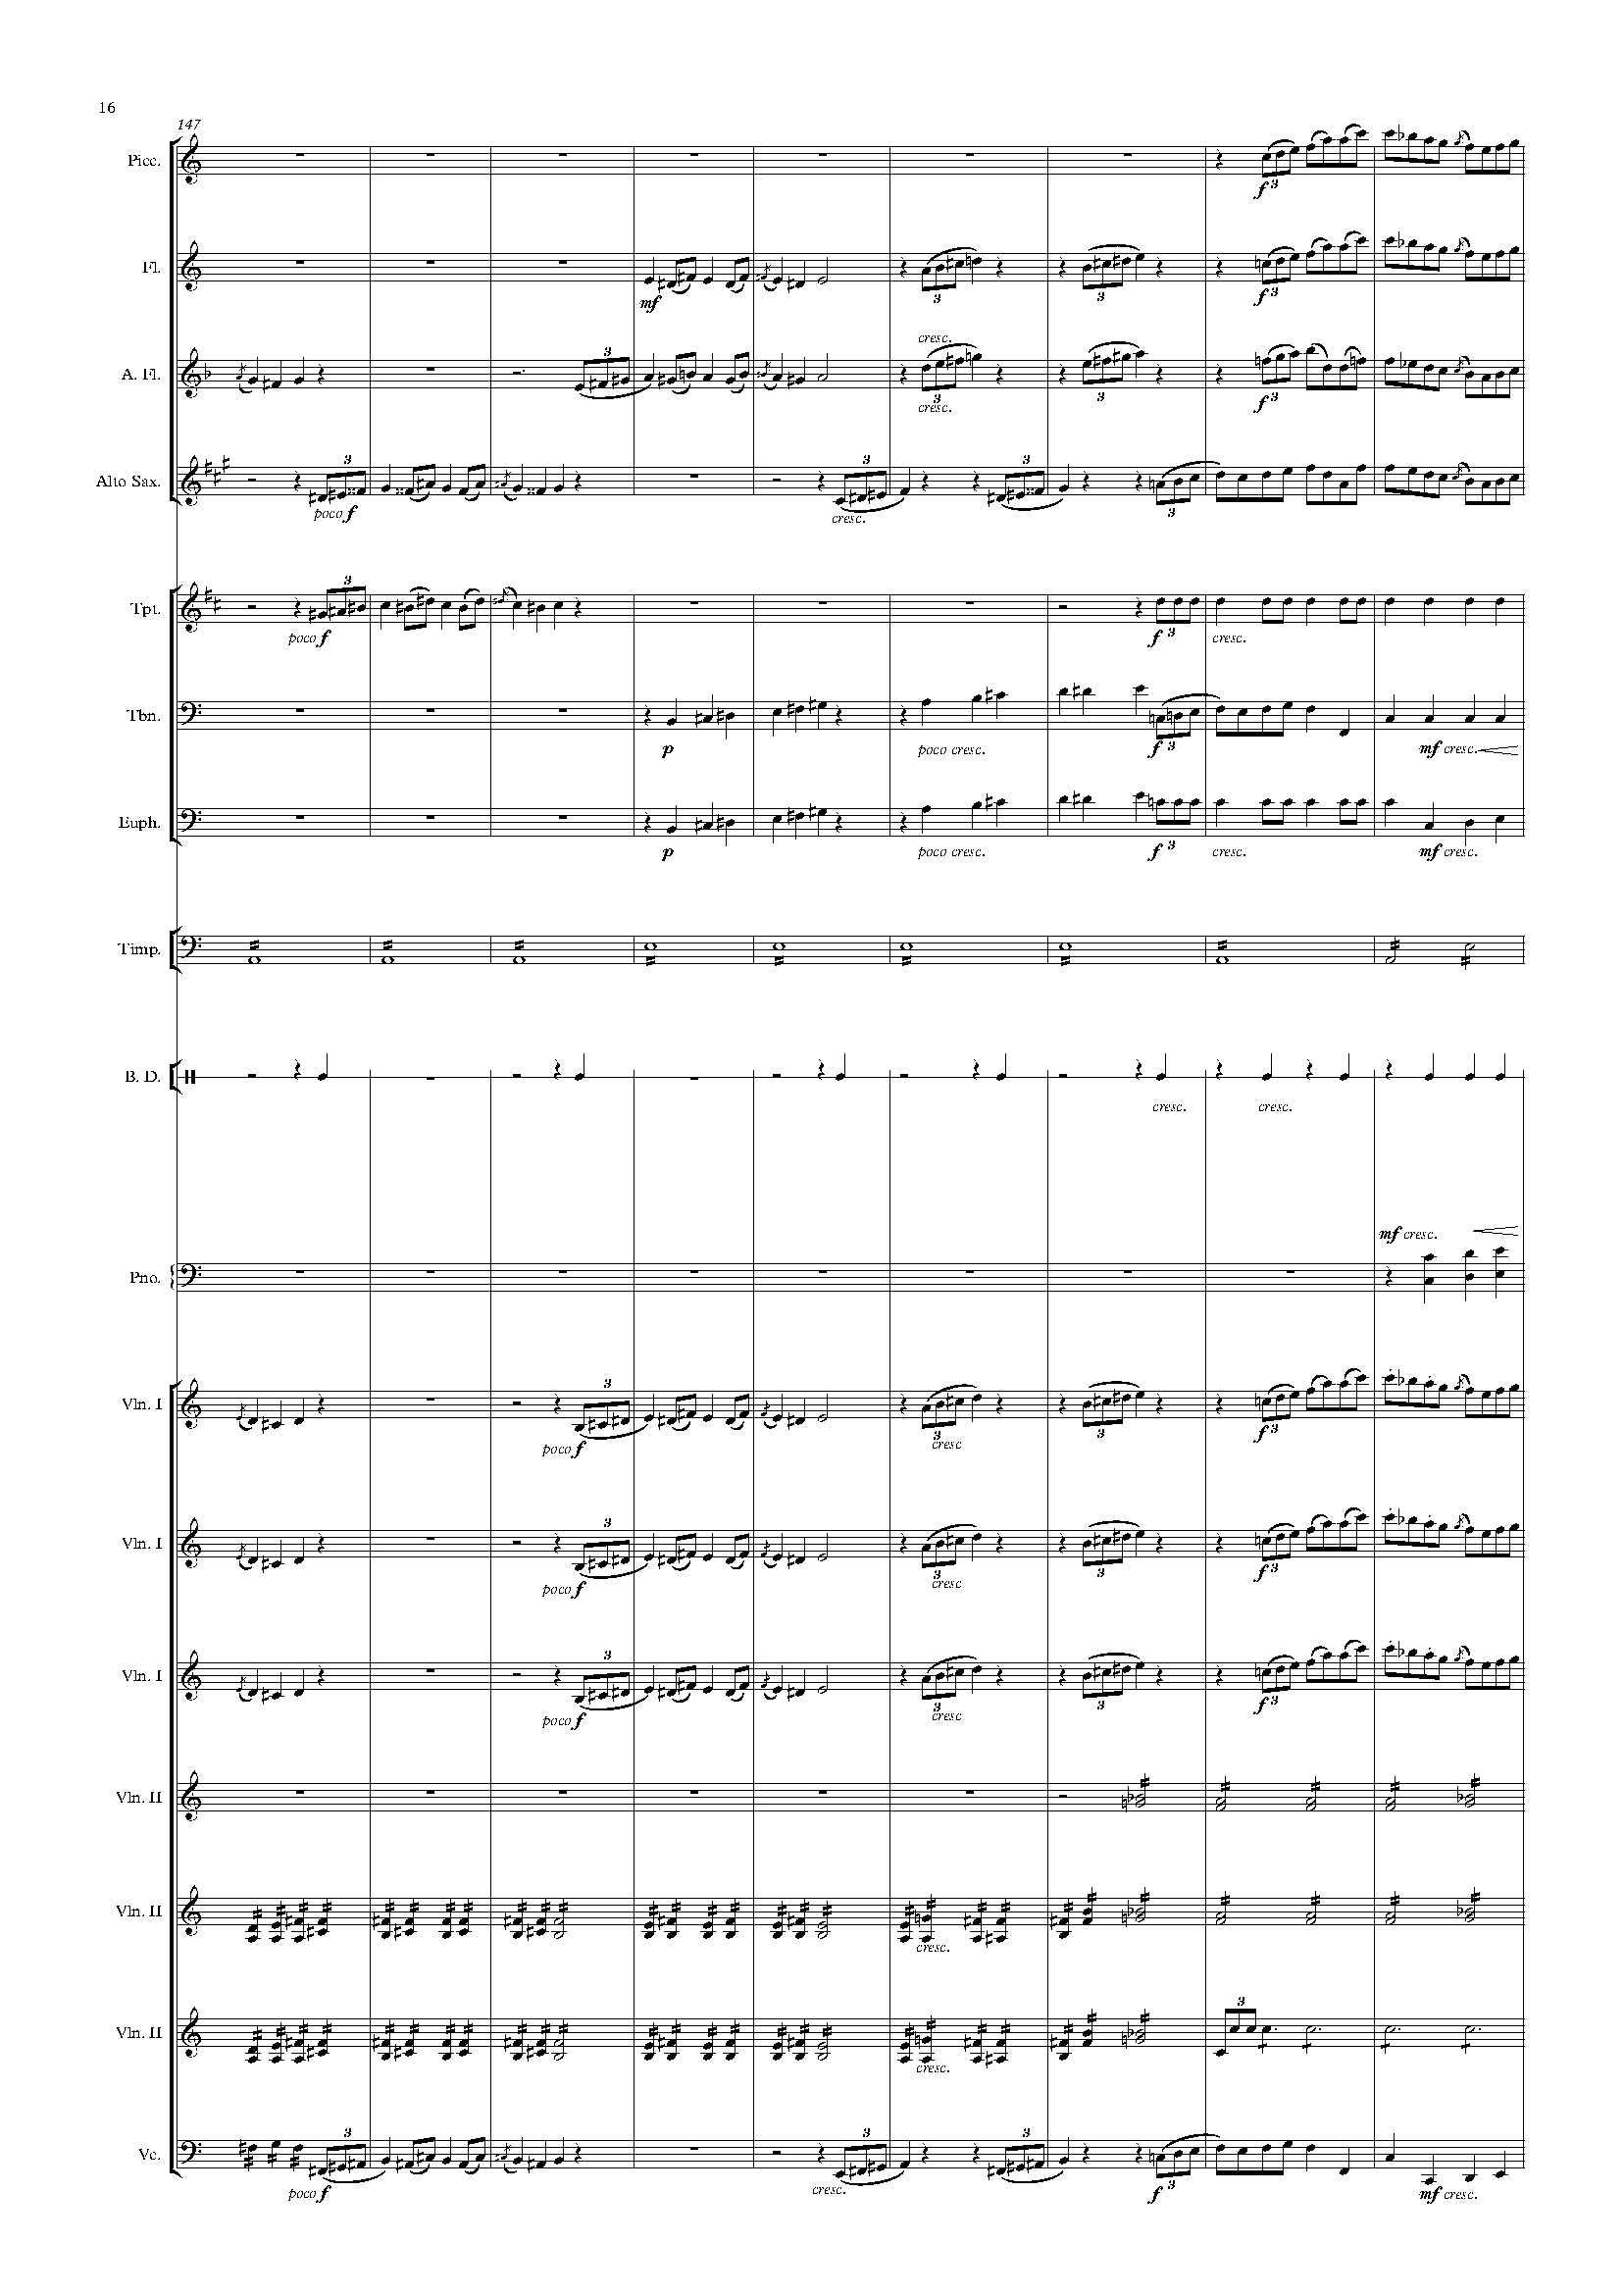 16
147
Picc.
f 3
Fl.
mf
3
3
f 3
cresc.
A. Fl.
3
3
cresc.
3
f 3
Alto Sax.
3
poco f
3
cresc.
3
3
Tpt.
3
poco f
f 3
cresc.
Tbn.
p
poco cresc.
f 3
mf cresc.
Euph.
p
poco cresc.
f 3
cresc.
mf cresc.
Timp.
B. D.
cresc.
cresc.
mf cresc.
Pno.
Vln. I
3
poco f
3
cresc
3
f 3
Vln. I
3
poco f
3
cresc
3
f 3
Vln. I
3
poco f
3
cresc
3
f 3
Vln. II
Vln. II
cresc.
Vln. II
cresc.
3
Vc.
3
poco f
3
cresc.
3
f 3
mf cresc.